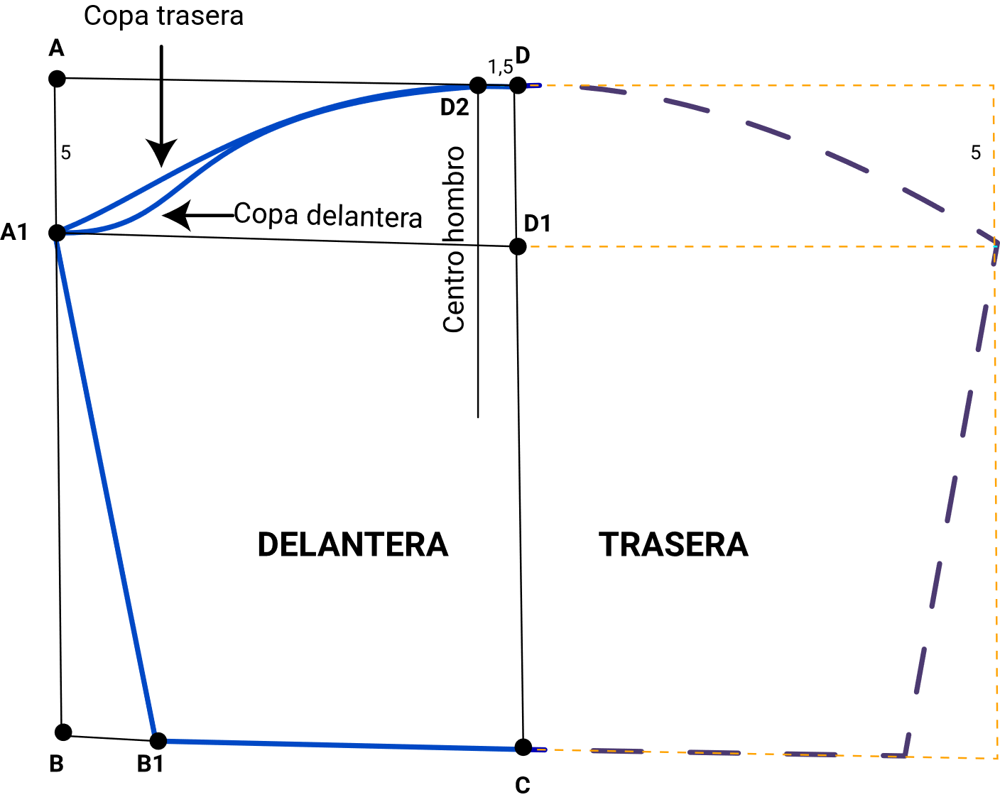 Copa trasera
A
1,5
D
D2
5
5
Centro hombro
Copa delantera
A1
D1
DELANTERA
TRASERA
B
B1
C